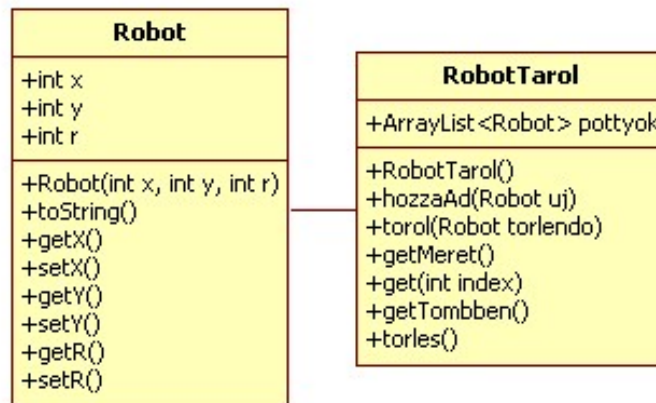 Robot
+int x
+int y
+int r
+Robot(int x, int y, int r)
+toString()
+getX()
+setX()
+getY()
+setY()
+getR()
+setR()
RobotTarol
+ArrayList<Robot> pottyok
+RobotTarol()
+hozzaAd(Robot uj)
+torol(Robot torlendo)
+getMeret()
+get(int index)
+getTombben()
+torles()